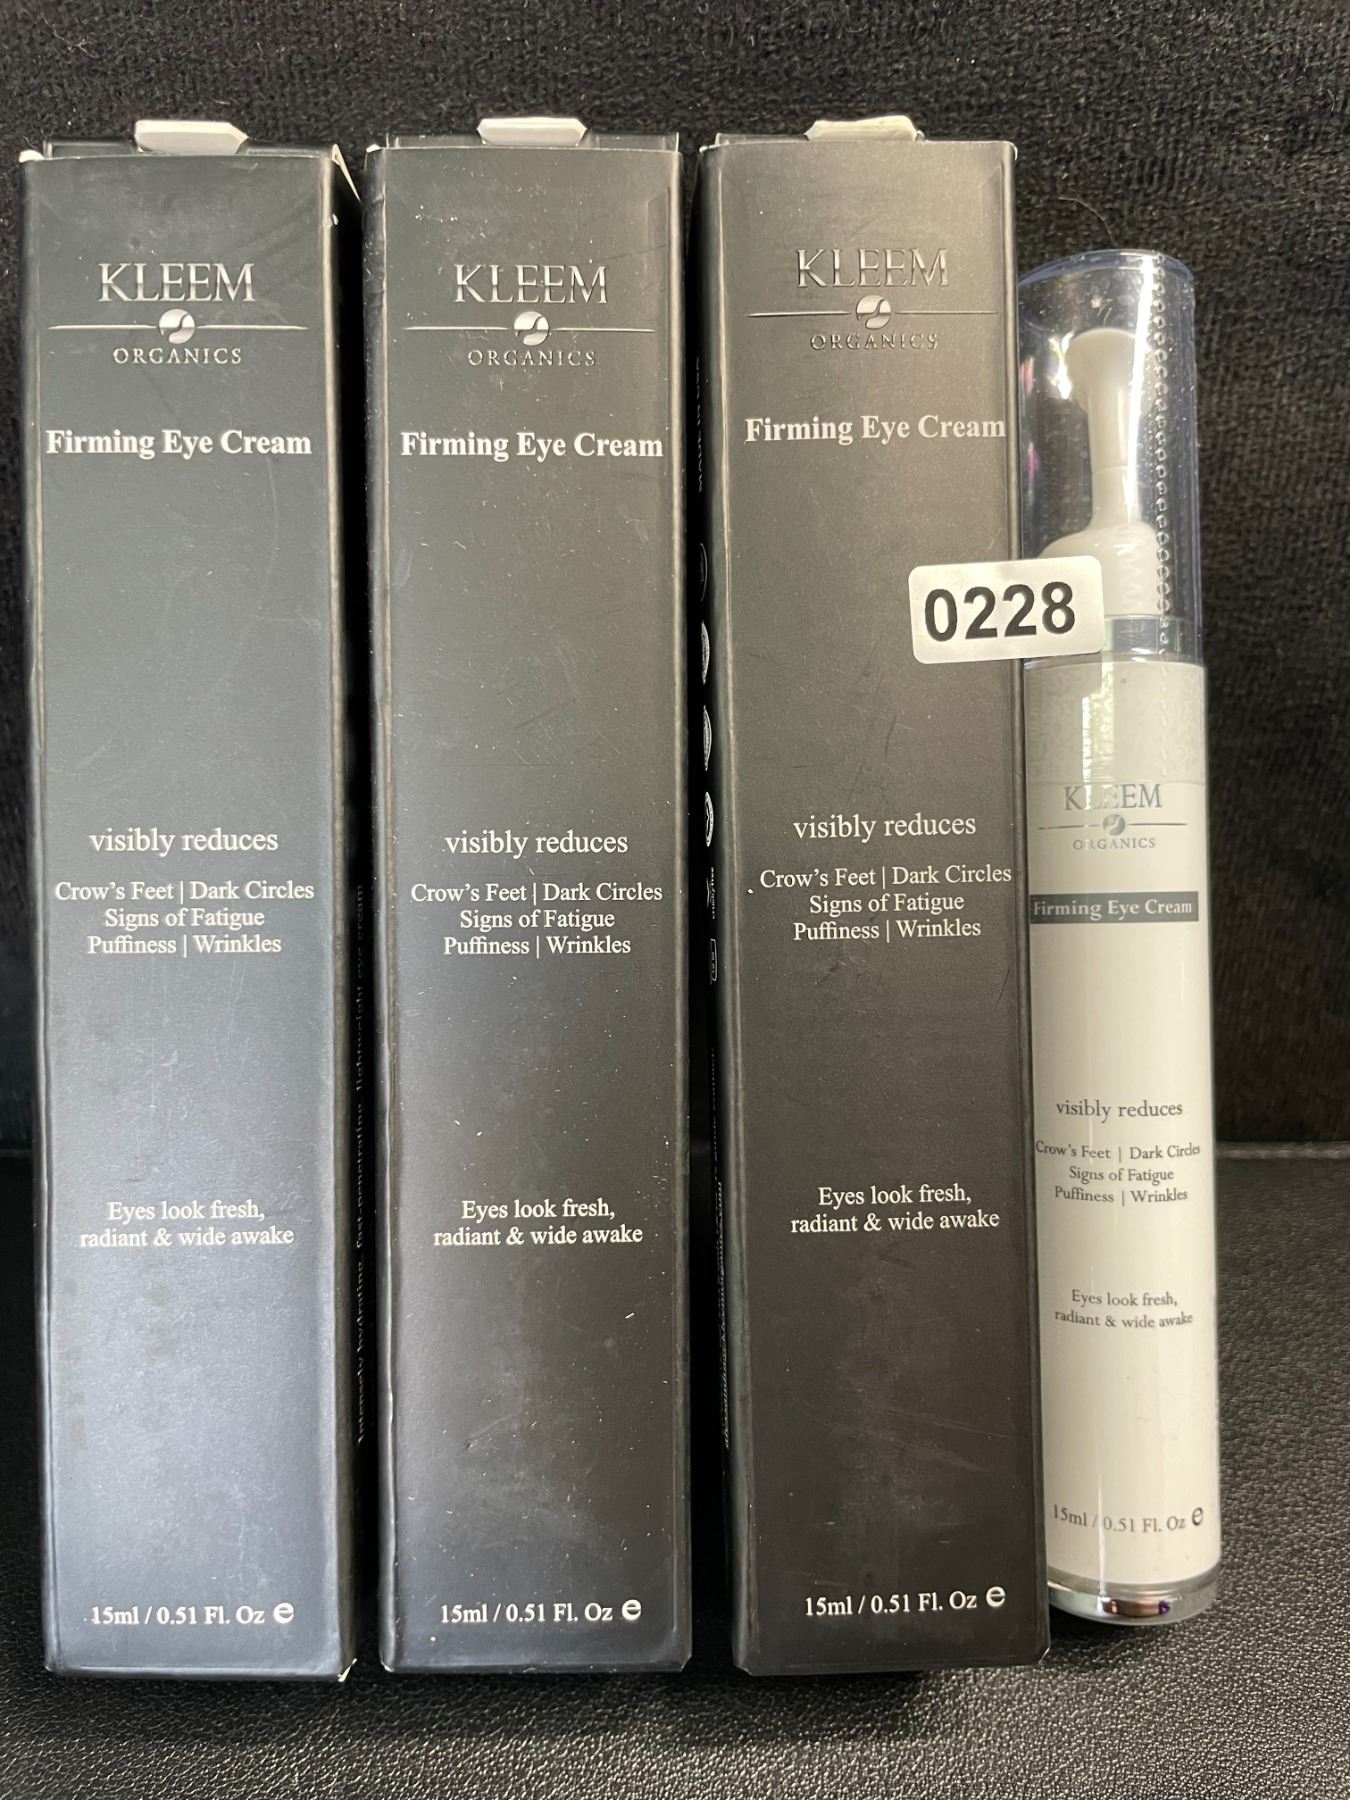 KLEEM
ORGANICS
Firming Eye Cream
visibly reduces
Crow's Feet | Dark Circles
Signs of Fatigue
Puffiness | Wrinkles
Eyes look fresh,
radiant & wide awake
15ml / 0.51 Fl. Oz e
KLEEM
ORGANICS
Firming Eye Cream
visibly reduces
Crow's Feet | Dark Circles
Signs of Fatigue
Puffiness | Wrinkles
Eyes look fresh,
radiant & wide awake
15ml / 0.51 Fl. Oz e
KLEEM
ORGANICS
Firming Eye Cream
visibly reduces
Crow's Feet | Dark Circles
Signs of Fatigue
Puffiness | Wrinkles
Eyes look fresh,
radiant & wide awake
15ml / 0.51 Fl. Oz e
0228
KLEEM
ORGANICS
Firming Eye Cream
visibly reduces
Crow's Feet | Dark Circles
Signs of Fatigue
Puffiness | Wrinkles
Eyes look fresh,
radiant & wide awake
15ml / 0.51 Fl. Oz e